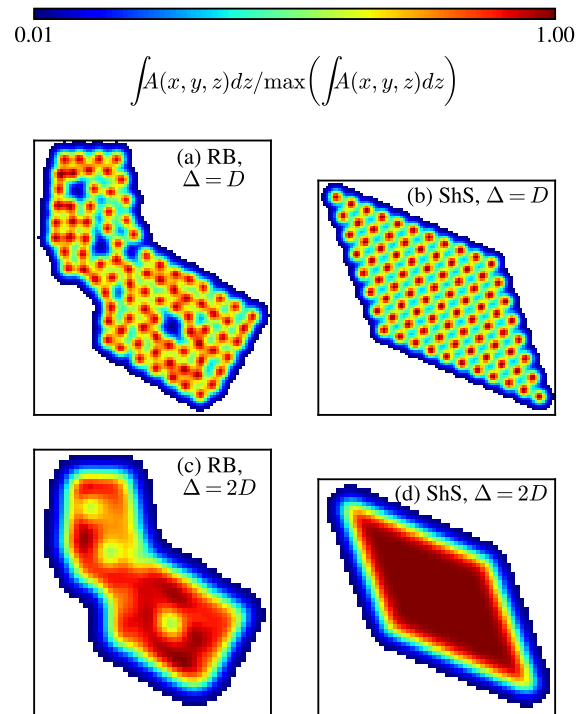 0.01 1.00
∫A(x, y, z)dz/max(∫A(x, y, z)dz)
(a) RB,
Δ = D
(b) ShS, Δ = D
(c) RB,
Δ = 2D
(d) ShS, Δ = 2D